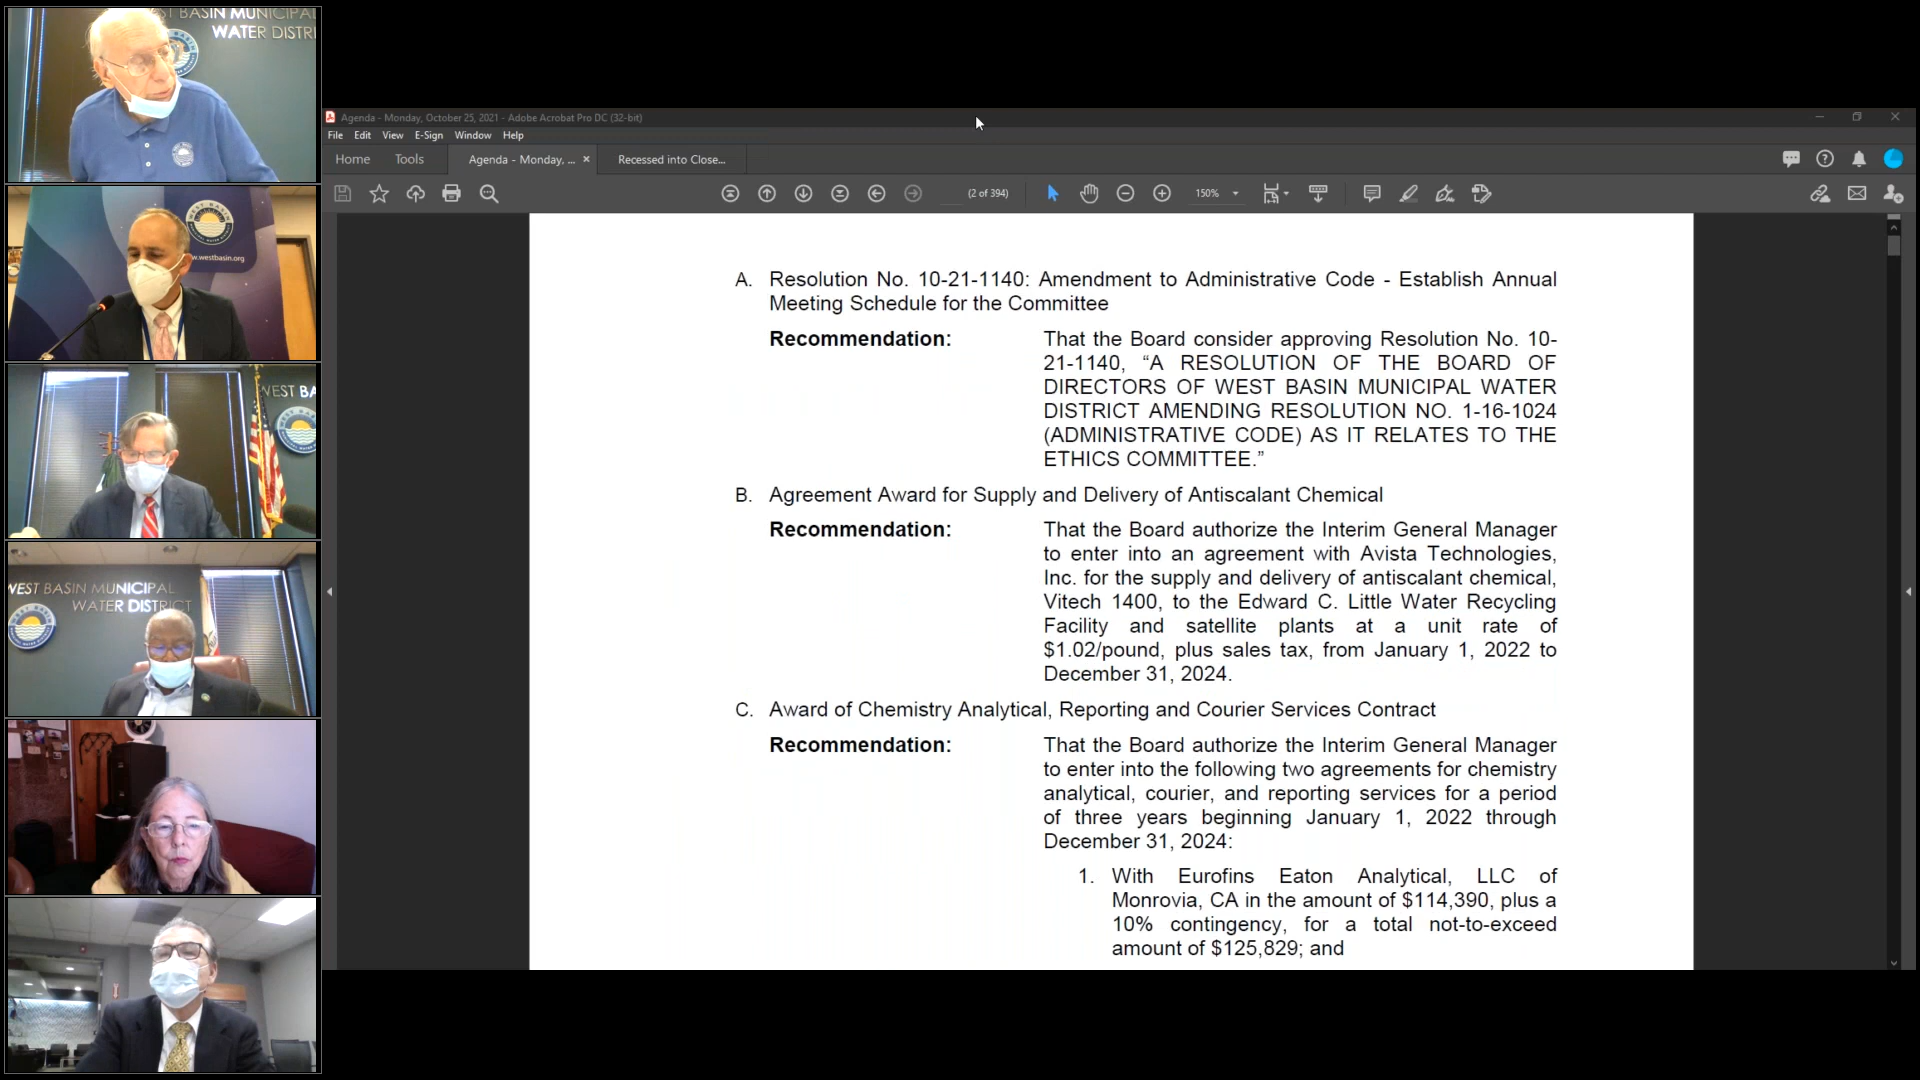 WEST BASIN MUNICIPAL
WATER DISTRI
WEST BASIN
w.westbasin.org
WEST BA
WEST BASIN MUNICIPAL
WATER DISTRICT
Agenda - Monday, October 25, 2021 - Adobe Acrobat Pro DC (32-bit)
File Edit View E-Sign Window Help
Home Tools Agenda - Monday, ... × Recessed into Close...
(2 of 394) 150%
A. Resolution No. 10-21-1140: Amendment to Administrative Code - Establish Annual
Meeting Schedule for the Committee
Recommendation: That the Board consider approving Resolution No. 10-
21-1140, “A RESOLUTION OF THE BOARD OF
DIRECTORS OF WEST BASIN MUNICIPAL WATER
DISTRICT AMENDING RESOLUTION NO. 1-16-1024
(ADMINISTRATIVE CODE) AS IT RELATES TO THE
ETHICS COMMITTEE.”
B. Agreement Award for Supply and Delivery of Antiscalant Chemical
Recommendation: That the Board authorize the Interim General Manager
to enter into an agreement with Avista Technologies,
Inc. for the supply and delivery of antiscalant chemical,
Vitech 1400, to the Edward C. Little Water Recycling
Facility and satellite plants at a unit rate of
$1.02/pound, plus sales tax, from January 1, 2022 to
December 31, 2024.
C. Award of Chemistry Analytical, Reporting and Courier Services Contract
Recommendation: That the Board authorize the Interim General Manager
to enter into the following two agreements for chemistry
analytical, courier, and reporting services for a period
of three years beginning January 1, 2022 through
December 31, 2024:
1. With Eurofins Eaton Analytical, LLC of
Monrovia, CA in the amount of $114,390, plus a
10% contingency, for a total not-to-exceed
amount of $125,829; and